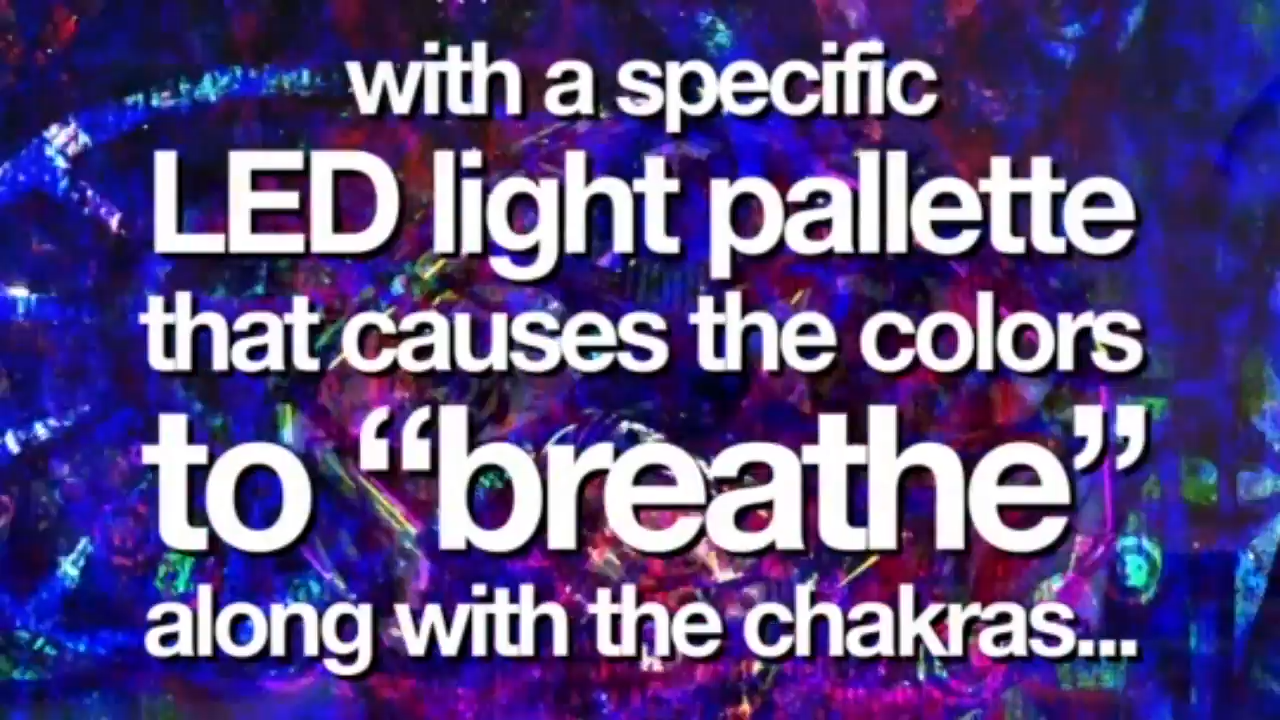 with a specific
LED light pallette
that causes the colors
to “breathe”
along with the chakras...